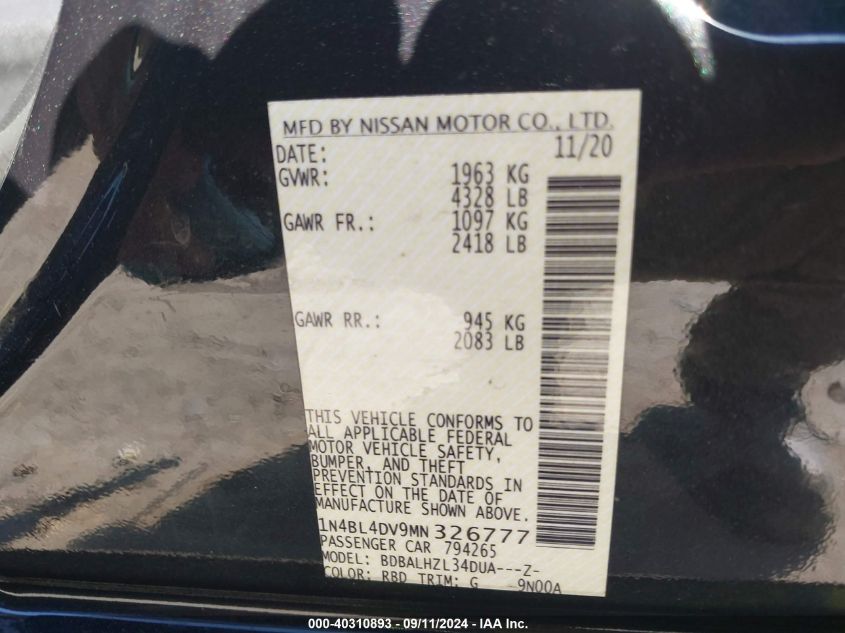 MFD BY NISSAN MOTOR CO., LTD.
DATE: 11/20
GVWR: 1963 KG
4328 LB
GAWR FR.: 1097 KG
2418 LB
GAWR RR.: 945 KG
2083 LB
THIS VEHICLE CONFORMS TO
ALL APPLICABLE FEDERAL
MOTOR VEHICLE SAFETY,
BUMPER, AND THEFT
PREVENTION STANDARDS IN
EFFECT ON THE DATE OF
MANUFACTURE SHOWN ABOVE.
1N4BL4DV9MN326777
PASSENGER CAR 794265
MODEL: BDBALHZL34DUA---Z-
COLOR: RBD TRIM: G 9N00A
000-40310893 - 09/11/2024 - IAA Inc.